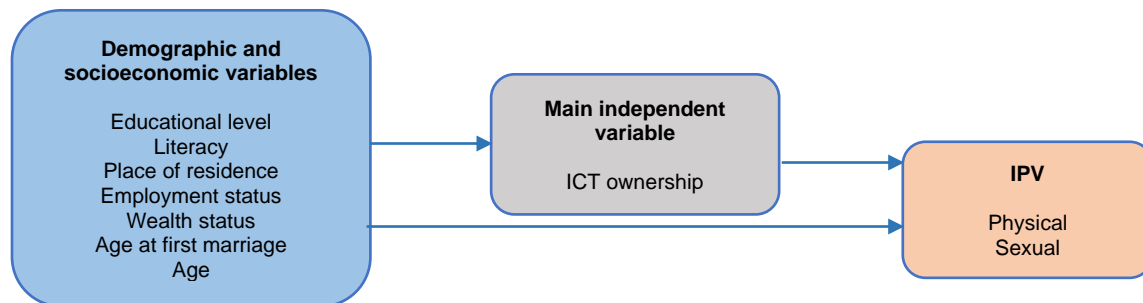 Demographic and
socioeconomic variables
Educational level
Literacy
Place of residence
Employment status
Wealth status
Age at first marriage
Age
Main independent
variable
ICT ownership
IPV
Physical
Sexual